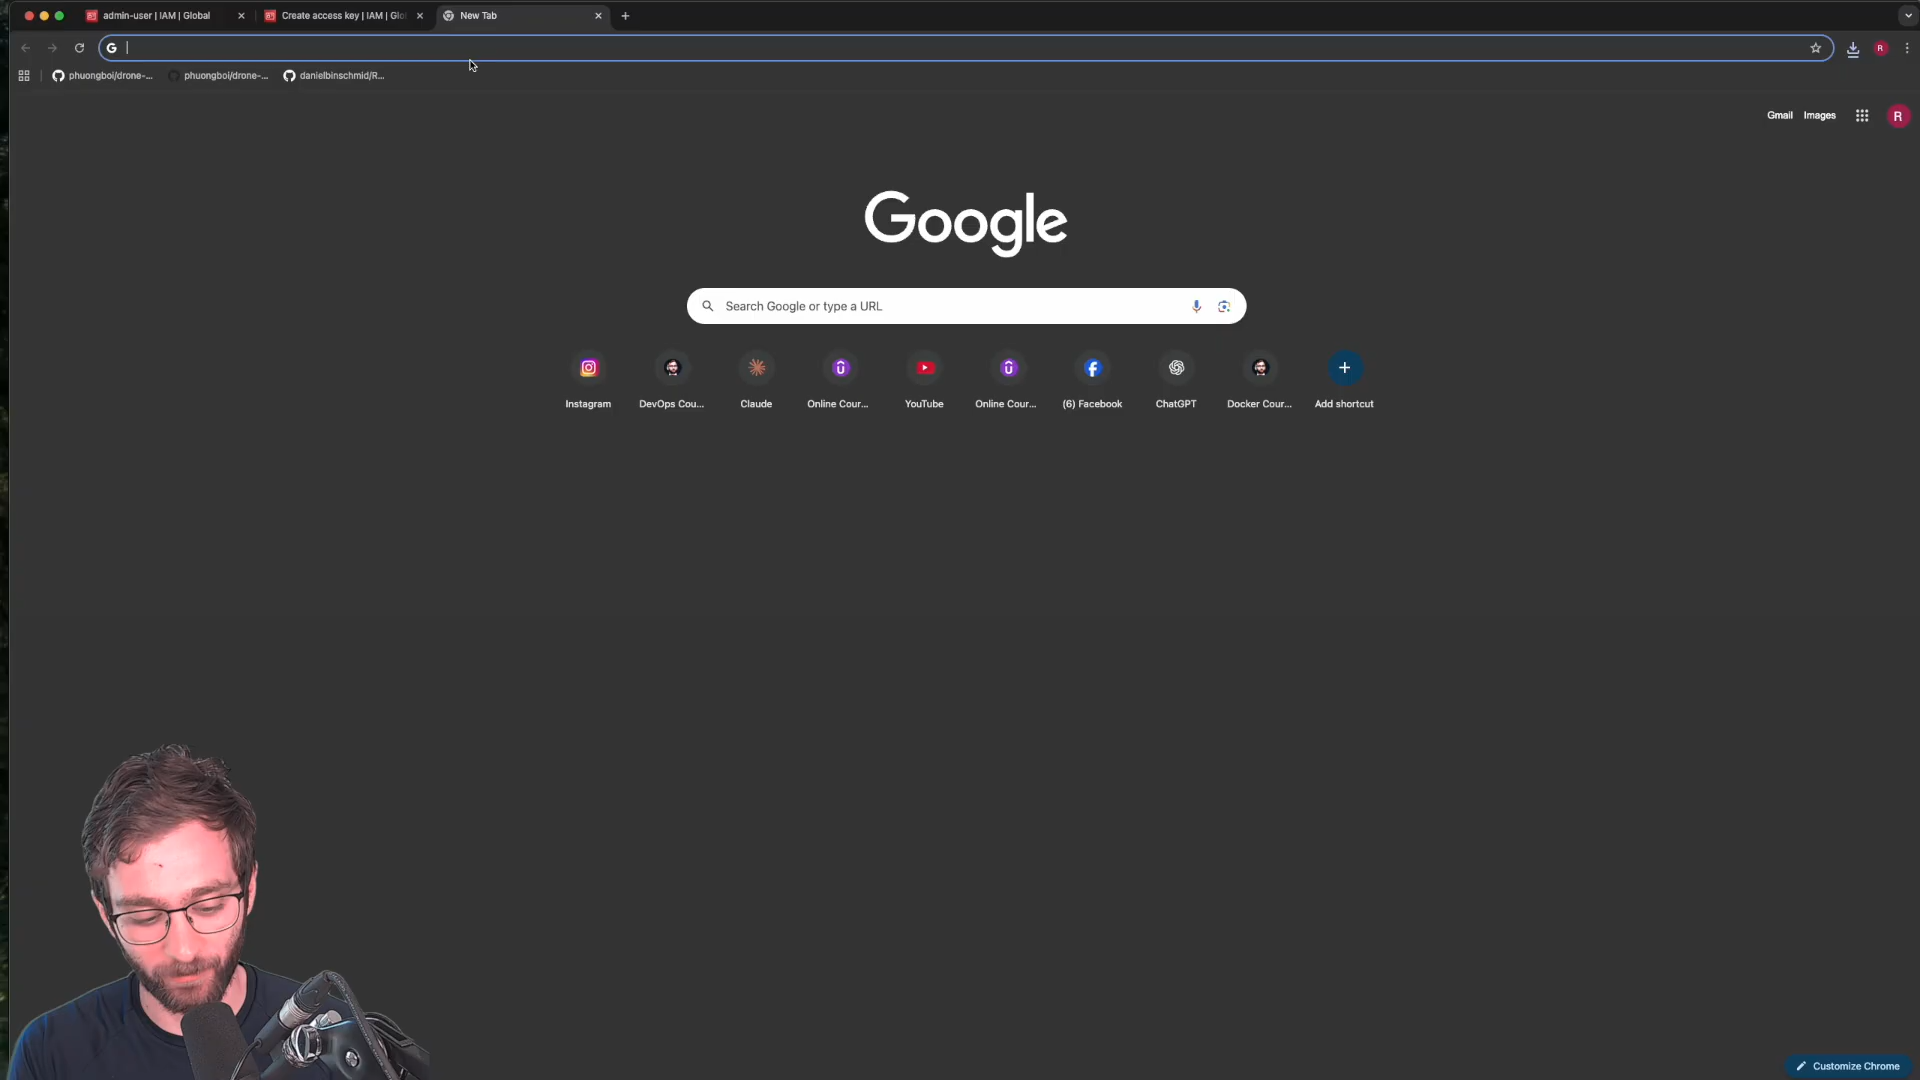 admin-user | IAM | Global
Create access key | IAM | Glo
New Tab
phuongboi/drone-...
phuongboi/drone-...
danielbinschmid/R...
R
Gmail
Images
R
Google
Search Google or type a URL
Instagram
DevOps Cou...
Claude
Online Cour...
YouTube
Online Cour...
(6) Facebook
ChatGPT
Docker Cour...
Add shortcut
Customize Chrome